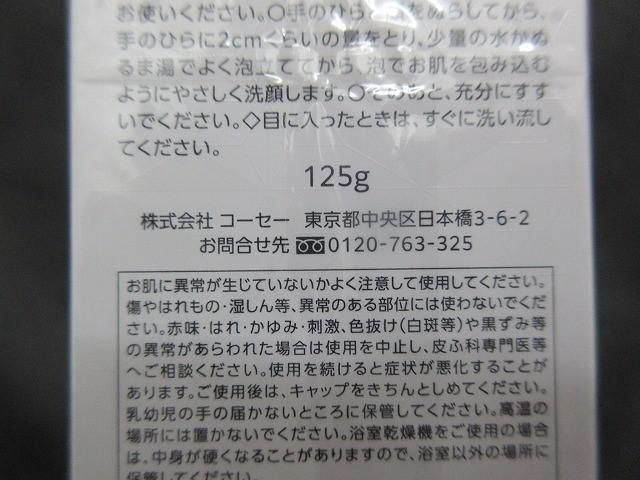 お使いください。○手のひらと顔をぬらしてから、
手のひらに2cmくらいの量をとり、少量の水かぬ
るま湯でよく泡立ててから、泡でお肌を包み込む
ようにやさしく洗顔します。○そのあと、充分にすす
いでください。◇目に入ったときは、すぐに洗い流し
てください。
125g
株式会社 コーセー 東京都中央区日本橋3-6-2
お問合せ先 0120-763-325
お肌に異常が生じていないかよく注意して使用してください。
傷やはれもの・湿しん等、異常のある部位には使わないでくだ
さい。赤味・はれ・かゆみ・刺激、色抜け(白斑等)や黒ずみ等
の異常があらわれた場合は使用を中止し、皮ふ科専門医等
へご相談ください。使用を続けると症状が悪化することが
あります。ご使用後は、キャップをきちんとしめてください。
乳幼児の手の届かないところに保管してください。高温の
場所には置かないでください。浴室乾燥機をご使用の場合
は、中身が硬くなることがありますので、浴室以外の場所に
保管してください。